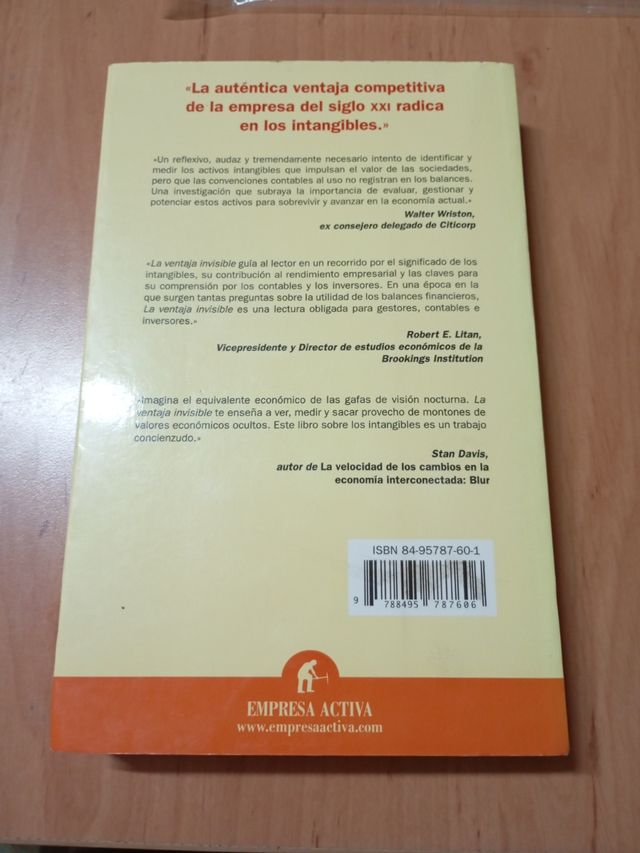 «La auténtica ventaja competitiva
de la empresa del siglo XXI radica
en los intangibles.»
«Un reflexivo, audaz y tremendamente necesario intento de identificar y
medir los activos intangibles que impulsan el valor de las sociedades,
pero que las convenciones contables al uso no registran en los balances.
Una investigación que subraya la importancia de evaluar, gestionar y
potenciar estos activos para sobrevivir y avanzar en la economía actual.»
Walter Wriston,
ex consejero delegado de Citicorp
«La ventaja invisible guía al lector en un recorrido por el significado de los
intangibles, su contribución al rendimiento empresarial y las claves para
su comprensión por los contables y los inversores. En una época en la
que surgen tantas preguntas sobre la utilidad de los balances financieros,
La ventaja invisible es una lectura obligada para gestores, contables e
inversores.»
Robert E. Litan,
Vicepresidente y Director de estudios económicos de la
Brookings Institution
«Imagina el equivalente económico de las gafas de visión nocturna. La
ventaja invisible te enseña a ver, medir y sacar provecho de montones de
valores económicos ocultos. Este libro sobre los intangibles es un trabajo
concienzudo.»
Stan Davis,
autor de La velocidad de los cambios en la
economía interconectada: Blur
ISBN 84-95787-60-1
9 788495 787606
EMPRESA ACTIVA
www.empresaactiva.com